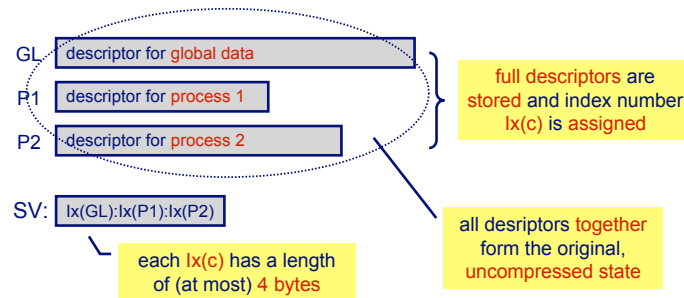 GL descriptor for global data
P1 descriptor for process 1
P2 descriptor for process 2
full descriptors are
stored and index number
Ix(c) is assigned
SV: Ix(GL):Ix(P1):Ix(P2)
each Ix(c) has a length
of (at most) 4 bytes
all desriptors together
form the original,
uncompressed state